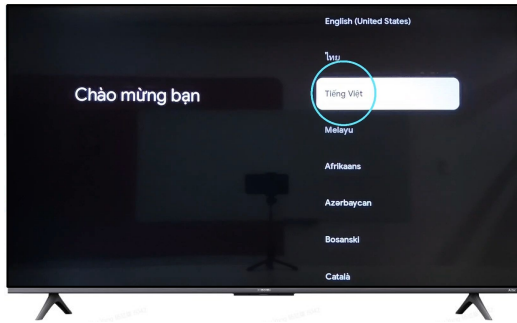 English (United States)
ไทย
Chào mừng bạn
Tiếng Việt
Melayu
Afrikaans
Azərbaycan
Bosanski
Català